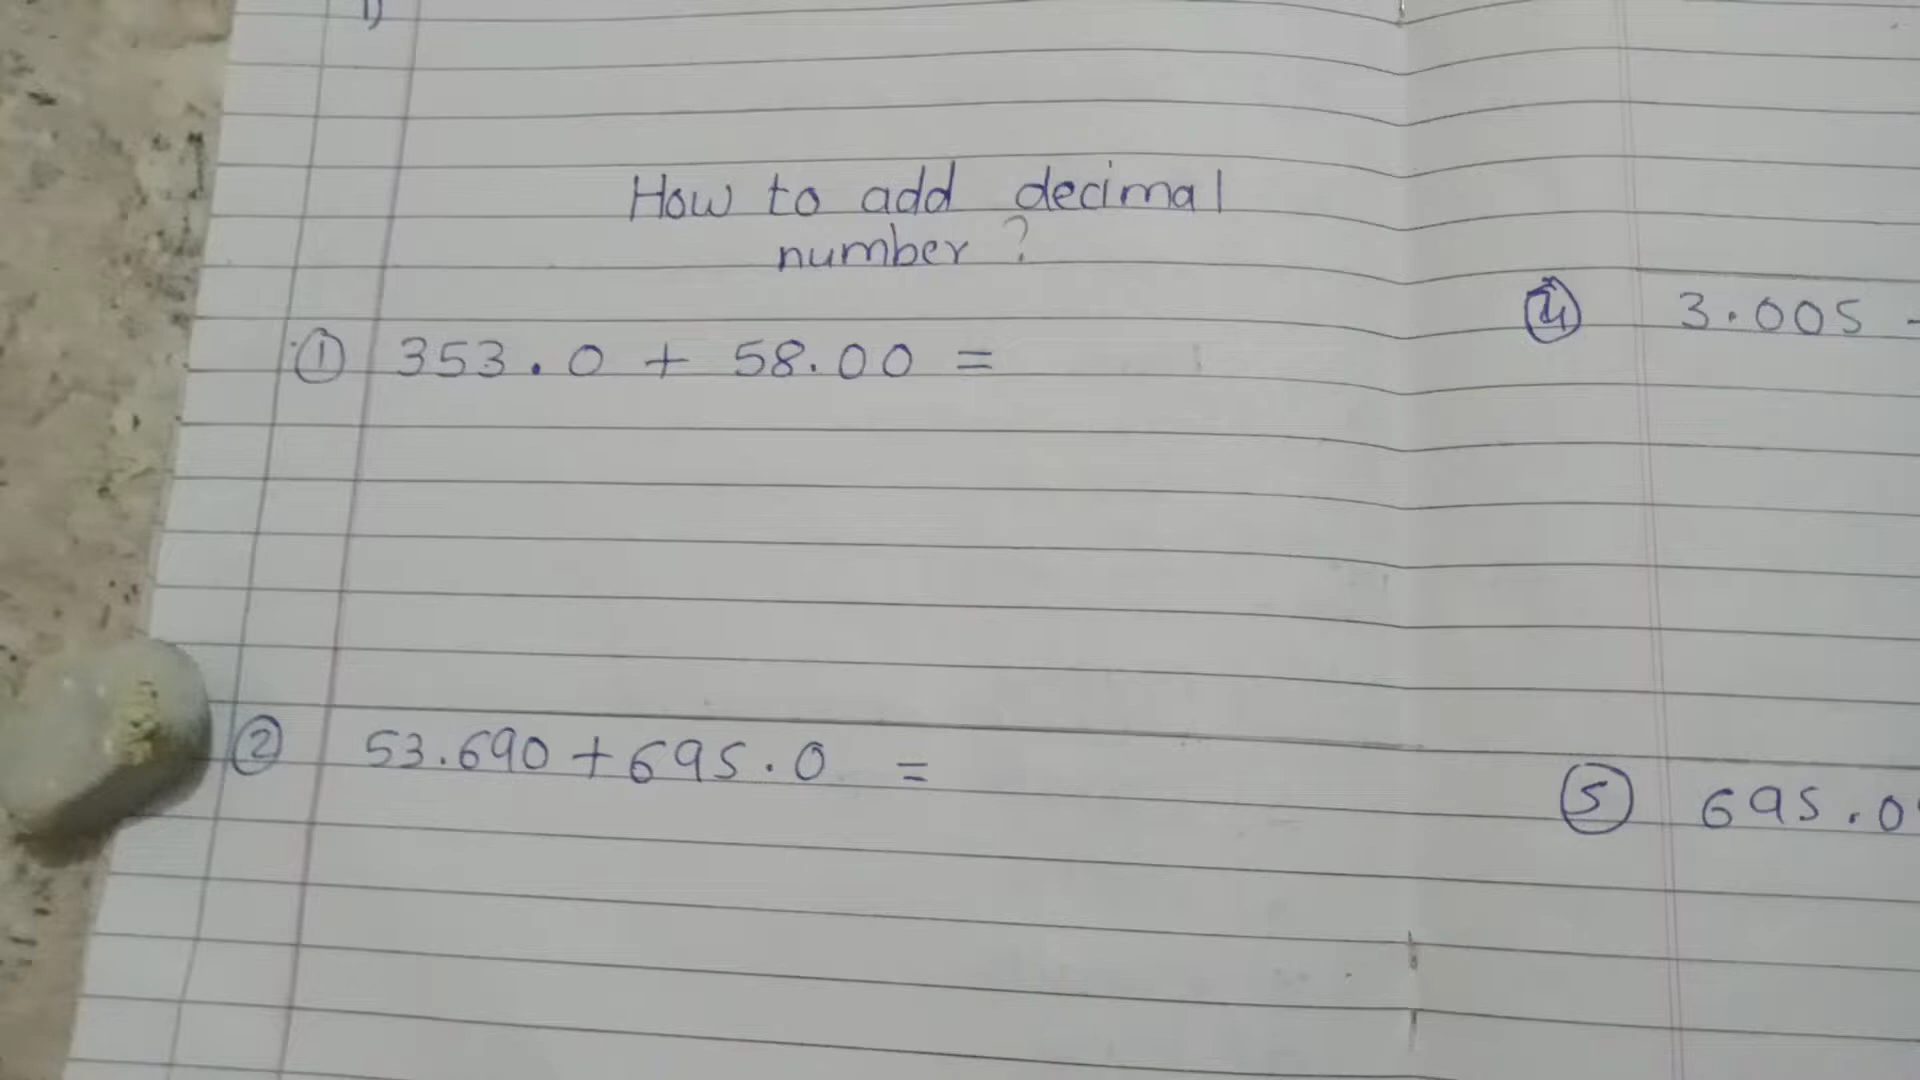 How to add decimal
number ?
① 353.0 + 58.00 =
② 53.690 + 695.0 =
④ 3.005 -
⑤ 695.0